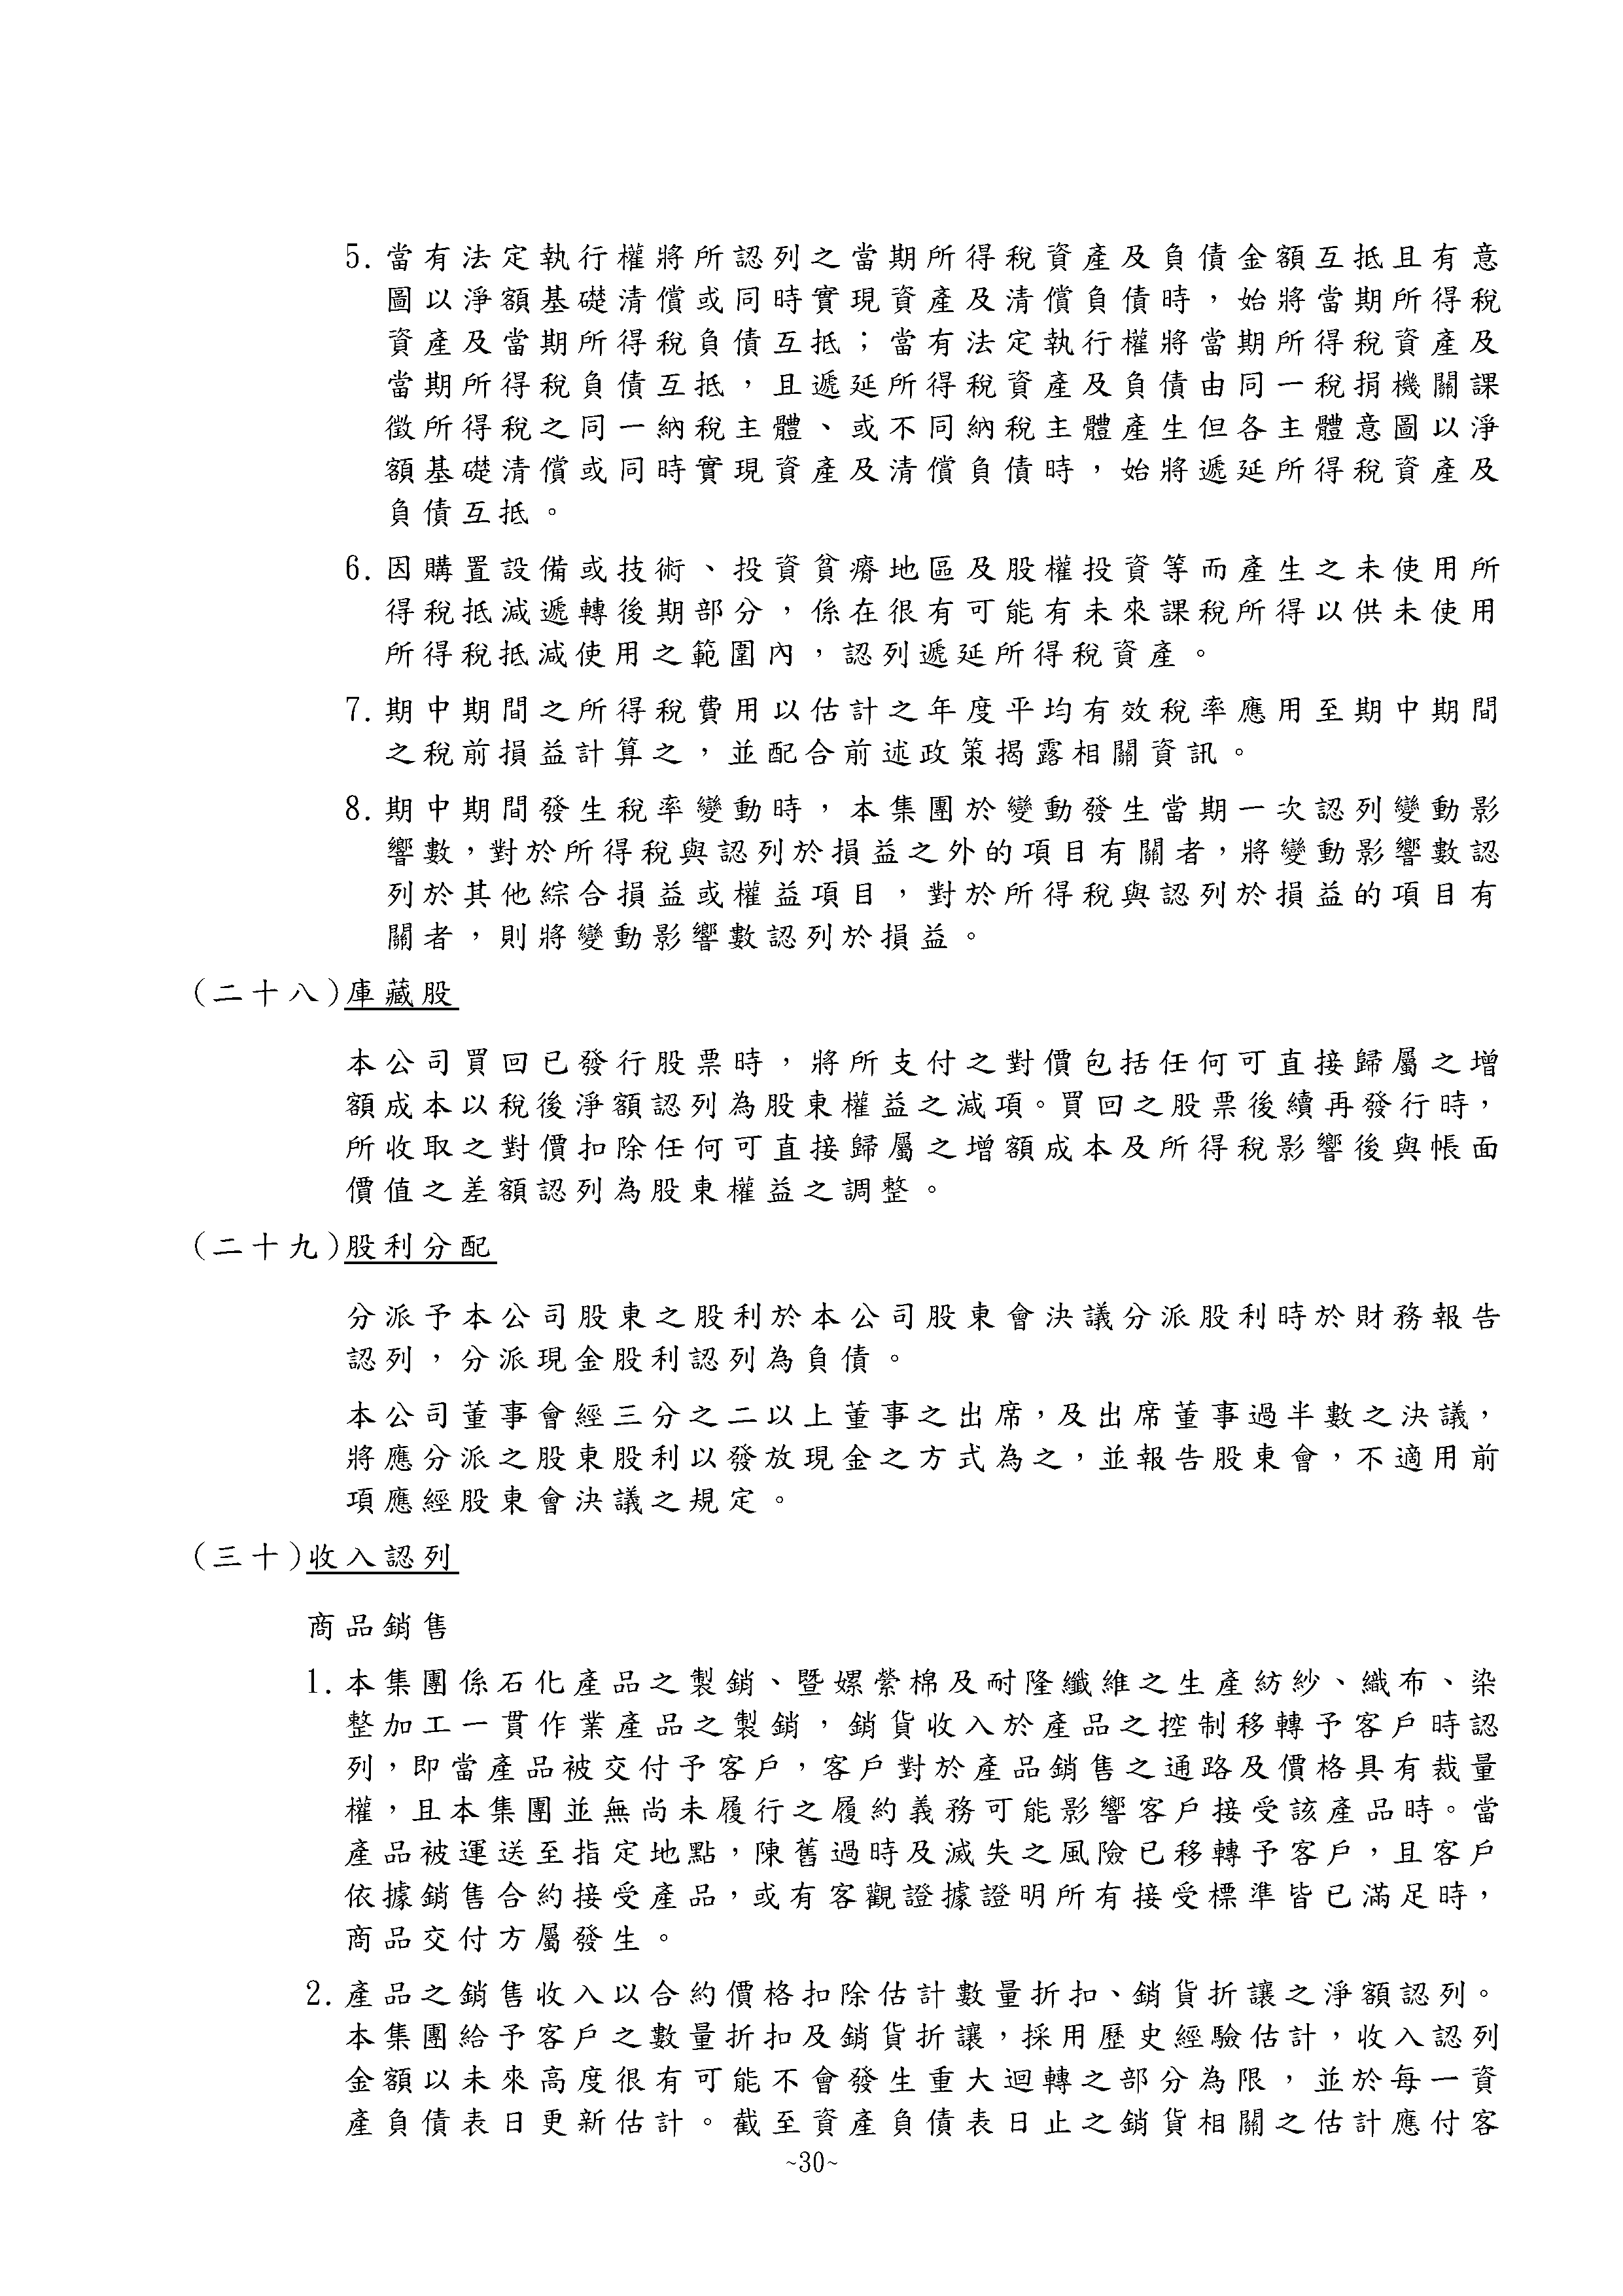 5.當有法定執行權將所認列之當期所得稅資產及負債金額互抵且有意
圖以淨額基礎清償或同時實現資產及清償負債時，始將當期所得稅
資產及當期所得稅負債互抵；當有法定執行權將當期所得稅資產及
當期所得稅負債互抵，且遞延所得稅資產及負債由同一稅捐機關課
徵所得稅之同一納稅主體、或不同納稅主體產生但各主體意圖以淨
額基礎清償或同時實現資產及清償負債時，始將遞延所得稅資產及
負債互抵。
6.因購置設備或技術、投資貧瘠地區及股權投資等而產生之未使用所
得稅抵減遞轉後期部分，係在很有可能有未來課稅所得以供未使用
所得稅抵減使用之範圍內，認列遞延所得稅資產。
7.期中期間之所得稅費用以估計之年度平均有效稅率應用至期中期間
之稅前損益計算之，並配合前述政策揭露相關資訊。
8.期中期間發生稅率變動時，本集團於變動發生當期一次認列變動影
響數，對於所得稅與認列於損益之外的項目有關者，將變動影響數認
列於其他綜合損益或權益項目，對於所得稅與認列於損益的項目有
關者，則將變動影響數認列於損益。
(二十八)庫藏股
本公司買回已發行股票時，將所支付之對價包括任何可直接歸屬之增
額成本以稅後淨額認列為股東權益之減項。買回之股票後續再發行時，
所收取之對價扣除任何可直接歸屬之增額成本及所得稅影響後與帳面
價值之差額認列為股東權益之調整。
(二十九)股利分配
分派予本公司股東之股利於本公司股東會決議分派股利時於財務報告
認列，分派現金股利認列為負債。
本公司董事會經三分之二以上董事之出席，及出席董事過半數之決議，
將應分派之股東股利以發放現金之方式為之，並報告股東會，不適用前
項應經股東會決議之規定。
(三十)收入認列
商品銷售
1.本集團係石化產品之製銷、暨嫘縈棉及耐隆纖維之生產紡紗、織布、染
整加工一貫作業產品之製銷，銷貨收入於產品之控制移轉予客戶時認
列，即當產品被交付予客戶，客戶對於產品銷售之通路及價格具有裁量
權，且本集團並無尚未履行之履約義務可能影響客戶接受該產品時。當
產品被運送至指定地點，陳舊過時及滅失之風險已移轉予客戶，且客戶
依據銷售合約接受產品，或有客觀證據證明所有接受標準皆已滿足時，
商品交付方屬發生。
2.產品之銷售收入以合約價格扣除估計數量折扣、銷貨折讓之淨額認列。
本集團給予客戶之數量折扣及銷貨折讓，採用歷史經驗估計，收入認列
金額以未來高度很有可能不會發生重大迴轉之部分為限，並於每一資
產負債表日更新估計。截至資產負債表日止之銷貨相關之估計應付客
~30~